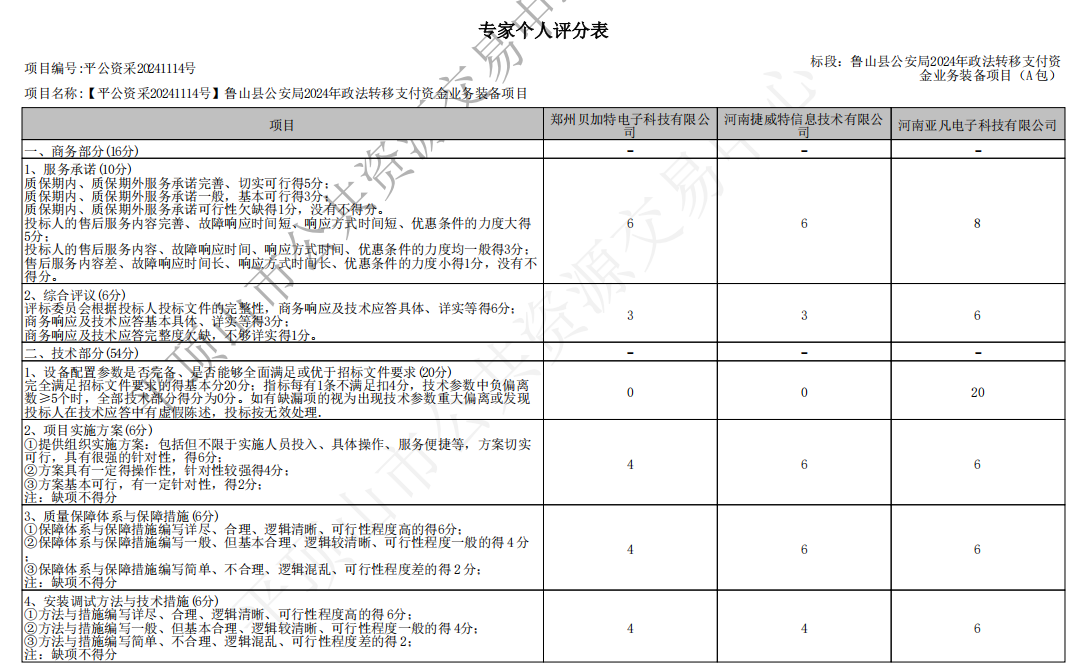 专家个人评分表
项目编号:平公资采20241114号
标段：鲁山县公安局2024年政法转移支付资
金业务装备项目（A包）
项目名称:【平公资采20241114号】鲁山县公安局2024年政法转移支付资金业务装备项目
项目
郑州贝加特电子科技有限公
司
河南捷威特信息技术有限公
司
河南亚凡电子科技有限公司
一、商务部分(16分)
－ － －
1、服务承诺(10分)
质保期内、质保期外服务承诺完善、切实可行得5分；
质保期内、质保期外服务承诺一般，基本可行得3分；
质保期内、质保期外服务承诺可行性欠缺得1分，没有不得分。
投标人的售后服务内容完善、故障响应时间短、响应方式时间短、优惠条件的力度大得
5分；
投标人的售后服务内容、故障响应时间、响应方式时间、优惠条件的力度均一般得3分；
售后服务内容差、故障响应时间长、响应方式时间长、优惠条件的力度小得1分，没有不
得分。
6 6 8
2、综合评议(6分)
评标委员会根据投标人投标文件的完整性，商务响应及技术应答具体、详实等得6分；
商务响应及技术应答基本具体、详实等得3分；
商务响应及技术应答完整度欠缺，不够详实得1分。
3 3 6
二、技术部分(54分)
－ － －
1、设备配置参数是否完备、是否能够全面满足或优于招标文件要求(20分)
完全满足招标文件要求的得基本分20分；指标每有1条不满足扣4分，技术参数中负偏离
数≥5个时，全部技术部分得分为0分。如有缺漏项的视为出现技术参数重大偏离或发现
投标人在技术应答中有虚假陈述，投标按无效处理.
0 0 20
2、项目实施方案(6分)
①提供组织实施方案：包括但不限于实施人员投入、具体操作、服务便捷等，方案切实
可行，具有很强的针对性，得6分；
②方案具有一定得操作性，针对性较强得4分；
③方案基本可行，有一定针对性，得2分；
注：缺项不得分
4 6 6
3、质量保障体系与保障措施(6分)
①保障体系与保障措施编写详尽、合理、逻辑清晰、可行性程度高的得6分；
②保障体系与保障措施编写一般、但基本合理、逻辑较清晰、可行性程度一般的得４分
；
③保障体系与保障措施编写简单、不合理、逻辑混乱、可行性程度差的得２分；
注：缺项不得分
4 6 6
4、安装调试方法与技术措施(6分)
①方法与措施编写详尽、合理、逻辑清晰、可行性程度高的得 6分；
②方法与措施编写一般、但基本合理、逻辑较清晰、可行性程度一般的得 4分；
③方法与措施编写简单、不合理、逻辑混乱、可行性程度差的得 2；
注：缺项不得分
4 4 6
平顶山市公共资源交易中
平顶山市公共资源交易中心